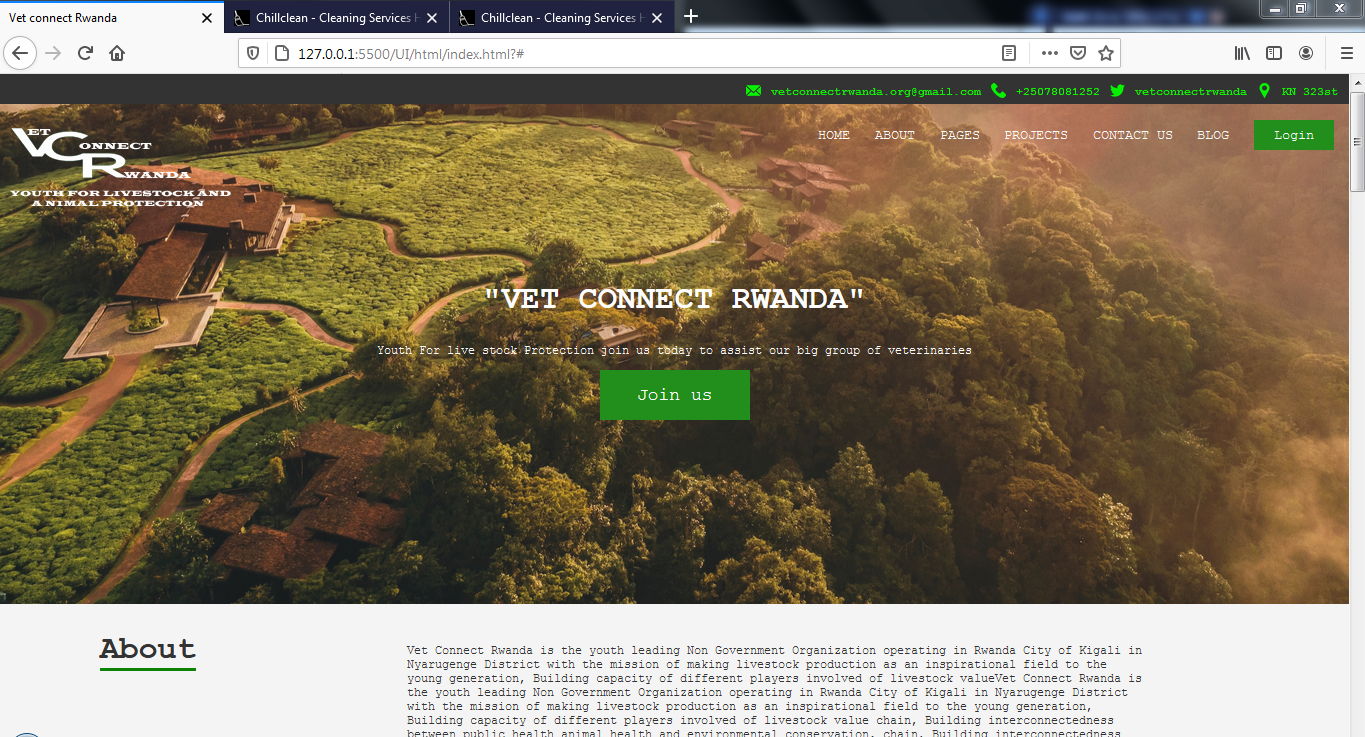 Vet connect Rwanda
Chillclean - Cleaning Services H
Chillclean - Cleaning Services H
127.0.0.1:5500/UI/html/index.html?#
vetconnectrwanda.org@gmail.com +25078081252 vetconnectrwanda KN 323st
VET
CONNECT
RWANDA
YOUTH FOR LIVESTOCK AND
ANIMAL PROTECTION
HOME ABOUT PAGES PROJECTS CONTACT US BLOG Login
"VET CONNECT RWANDA"
Youth For live stock Protection join us today to assist our big group of veterinaries
Join us
About
Vet Connect Rwanda is the youth leading Non Government Organization operating in Rwanda City of Kigali in
Nyarugenge District with the mission of making livestock production as an inspirational field to the
young generation, Building capacity of different players involved of livestock valueVet Connect Rwanda is
the youth leading Non Government Organization operating in Rwanda City of Kigali in Nyarugenge District
with the mission of making livestock production as an inspirational field to the young generation,
Building capacity of different players involved of livestock value chain, Building interconnectedness
between public health animal health and environmental conservation. chain, Building interconnectedness